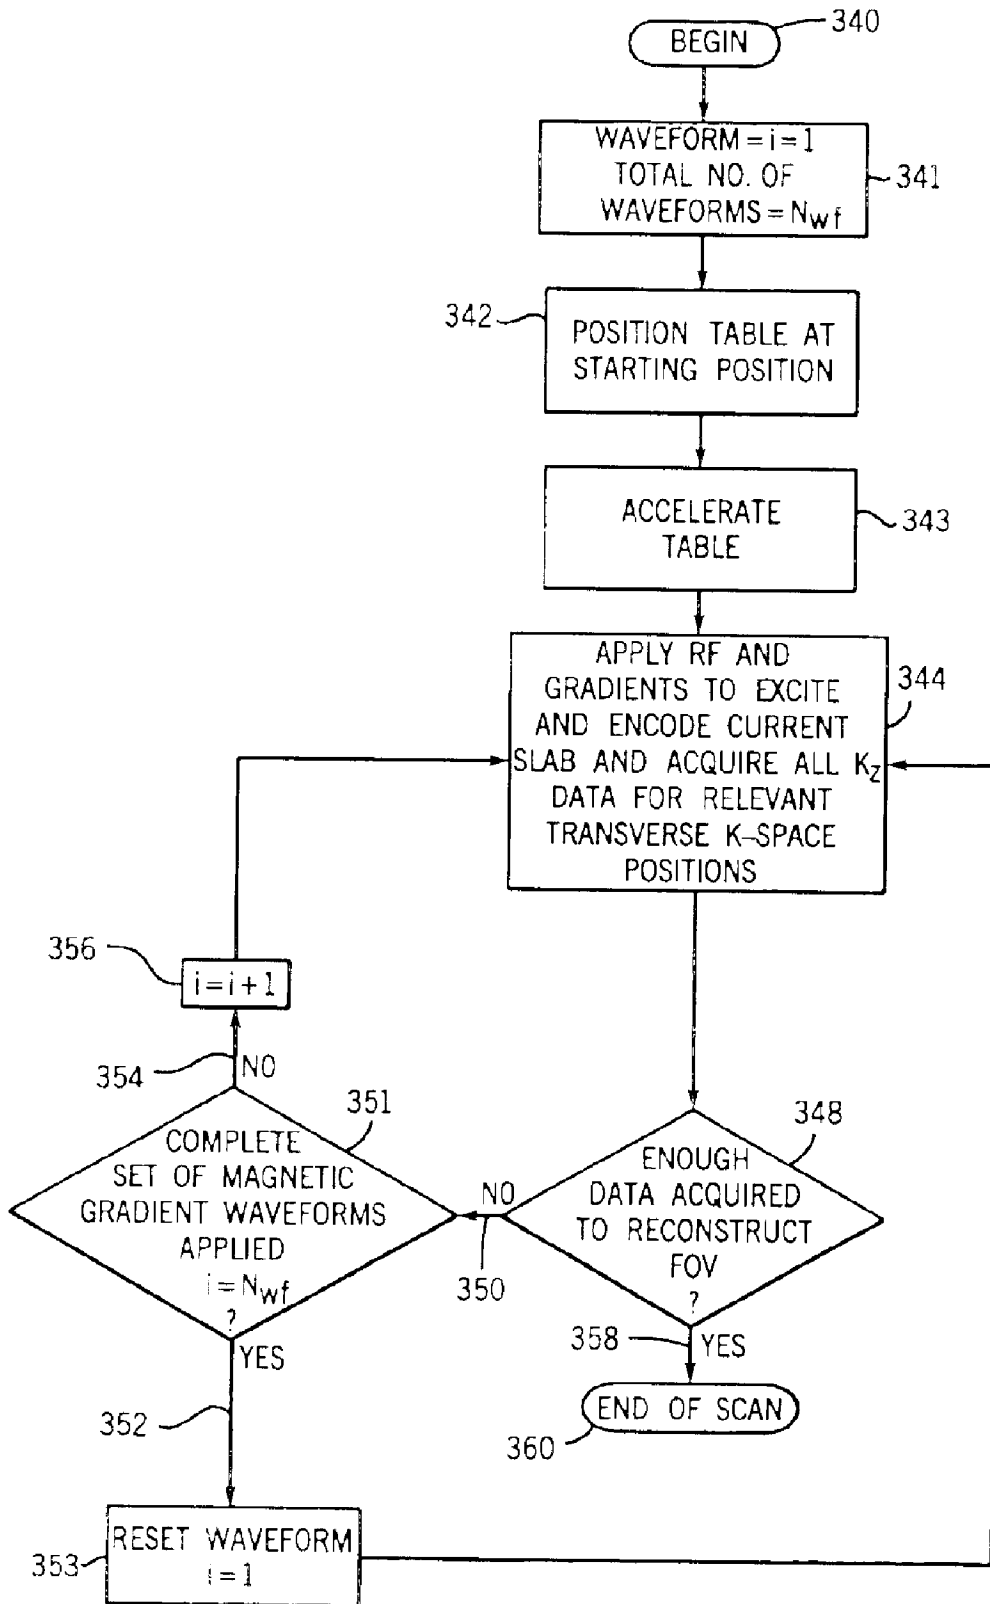 BEGIN
340
WAVEFORM=i=1
TOTAL NO. OF
WAVEFORMS=Nwf
341
342
POSITION TABLE AT
STARTING POSITION
ACCELERATE
TABLE
343
APPLY RF AND
GRADIENTS TO EXCITE
AND ENCODE CURRENT
SLAB AND ACQUIRE ALL KZ
DATA FOR RELEVANT
TRANSVERSE K-SPACE
POSITIONS
344
356
i=i+1
354
NO
351
COMPLETE
SET OF MAGNETIC
GRADIENT WAVEFORMS
APPLIED
i=Nwf
?
NO
350
348
ENOUGH
DATA ACQUIRED
TO RECONSTRUCT
FOV
?
358
YES
END OF SCAN
360
YES
352
RESET WAVEFORM
i=1
353